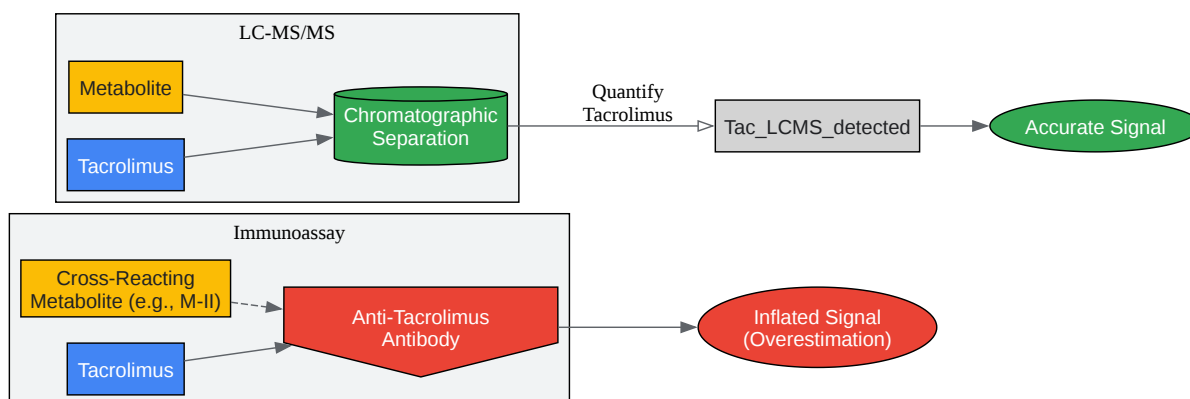 LC-MS/MS
Metabolite
Tacrolimus
Chromatographic
Separation
Quantify
Tacrolimus
Tac_LCMS_detected
Accurate Signal
Immunoassay
Cross-Reacting
Metabolite (e.g., M-II)
Tacrolimus
Anti-Tacrolimus
Antibody
Inflated Signal
(Overestimation)